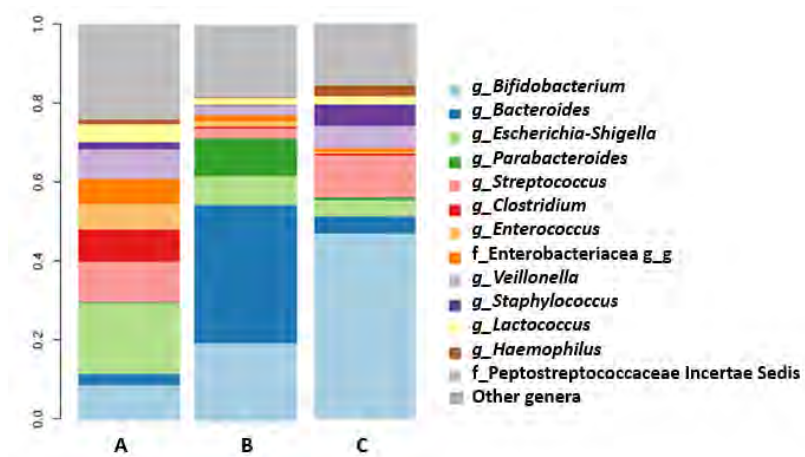 1.0
0.8
0.6
0.4
0.2
0.0
A B C
g_Bifidobacterium
g_Bacteroides
g_Escherichia-Shigella
g_Parabacteroides
g_Streptococcus
g_Clostridium
g_Enterococcus
f_Enterobacteriacea g_g
g_Veillonella
g_Staphylococcus
g_Lactococcus
g_Haemophilus
f_Peptostreptococcaceae Incertae Sedis
Other genera